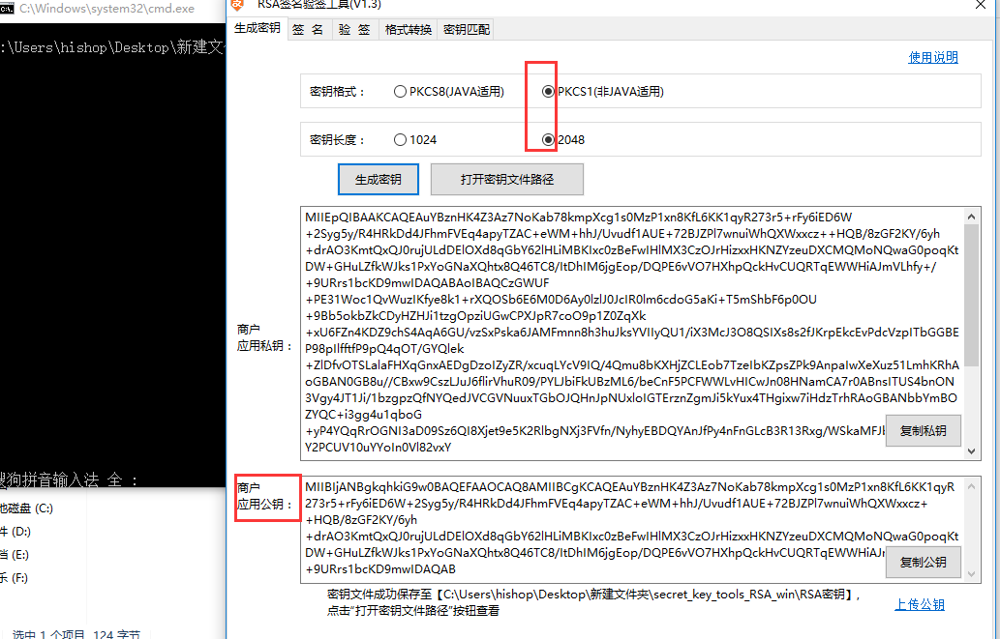 C:\Windows\system32\cmd.exe
RSA签名验签工具(V1.3)
:\Users\hishop\Desktop\新建文
生成密钥 签 名 验 签 格式转换 密钥匹配
使用说明
密钥格式： PKCS8(JAVA适用) PKCS1(非JAVA适用)
密钥长度： 1024 2048
生成密钥 打开密钥文件路径
商户
应用私钥：
MIIEpQIBAAKCAQEAuYBznHK4Z3Az7NoKab78kmpXcg1s0MzP1xn8KfL6KK1qyR273r5+rFy6iED6W
+2Syg5y/R4HRkDd4JFhmFVEq4apyTZAC+eWM+hhJ/Uvudf1AUE+72BJZPl7wnuiWhQXWxxcz++HQB/8zGF2KY/6yh
+drAO3KmtQxQJ0rujULdDElOXd8qGbY62lHLiMBKIxc0zBeFwIHlMX3CzOJrHizxxHKNZYzeuDXCMQMoNQwaG0poqKt
DW+GHuLZfkWJks1PxYoGNaXQhtx8Q46TC8/ItDhIM6jgEop/DQPE6vVO7HXhpQckHvCUQRTqEWWHiAJmVLhfy+/
+9URrs1bcKD9mwIDAQABAoIBAQCzGWUF
+PE31Woc1QvWuzIKfye8k1+rXQOSb6E6M0D6Ay0lzlJ0JcIR0lm6cdoG5aKi+T5mShbF6p0OU
+9Bb5okbZkCDyHZHJi1tzgOpziUGwCPXJpR7coO9p1Z0ZqXk
+xU6FZn4KDZ9chS4AqA6GU/vzSxPska6JAMFmnn8h3huJksYVIIyQU1/iX3McJ3O8QSIXs8s2fJKrpEkcEvPdcVzpITbGGBE
P98pIlfftfP9pQ4qOT/GYQlek
+ZlDfvOTSLalaFHXqGnxAEDgDzoIZyZR/xcuqLYcV9IQ/4Qmu8bKXHjZCLEob7TzeIbKZpsZPk9AnpaIwXeXuz51LmhKRhA
oGBAN0GB8u//CBxw9CszLJuJ6flirVhuR09/PYLJbiFkUBzML6/beCnF5PCFWWLvHICwJn08HNamCA7r0ABnsITUS4bnON
3Vgy4JT1Ji/1bzgpzQfNYQedJVCGVNuuxTGbOJQHnJpNUxloIGTErznZgmJi5kYux4THgixw7iHdzTrhRAoGBANbbYmBO
ZYQC+i3gg4u1qboG
+yP4YQqRrOGNI3aD09Sz6QI8Xjet9e5K2RlbgNXj3FVfn/NyhyEBDQYAnJfPy4nFnGLcB3R13Rxg/WSkaMFJ
Y2PCUV10uYYoIn0Vl82vxY
复制私钥
搜狗拼音输入法 全 ：
商户
应用公钥：
MIIBIjANBgkqhkiG9w0BAQEFAAOCAQ8AMIIBCgKCAQEAuYBznHK4Z3Az7NoKab78kmpXcg1s0MzP1xn8KfL6KK1qyR
273r5+rFy6iED6W+2Syg5y/R4HRkDd4JFhmFVEq4apyTZAC+eWM+hhJ/Uvudf1AUE+72BJZPl7wnuiWhQXWxxcz+
+HQB/8zGF2KY/6yh
+drAO3KmtQxQJ0rujULdDElOXd8qGbY62lHLiMBKIxc0zBeFwIHlMX3CzOJrHizxxHKNZYzeuDXCMQMoNQwaG0poqKt
DW+GHuLZfkWJks1PxYoGNaXQhtx8Q46TC8/ItDhIM6jgEop/DQPE6vVO7HXhpQckHvCUQRTqEWWHiAJ
+9URrs1bcKD9mwIDAQAB
复制公钥
地磁盘 (C:)
件 (D:)
档 (E:)
乐 (F:)
密钥文件成功保存至【C:\Users\hishop\Desktop\新建文件夹\secret_key_tools_RSA_win\RSA密钥】,
点击“打开密钥文件路径”按钮查看
上传公钥
选中 1 个项目 124 字节